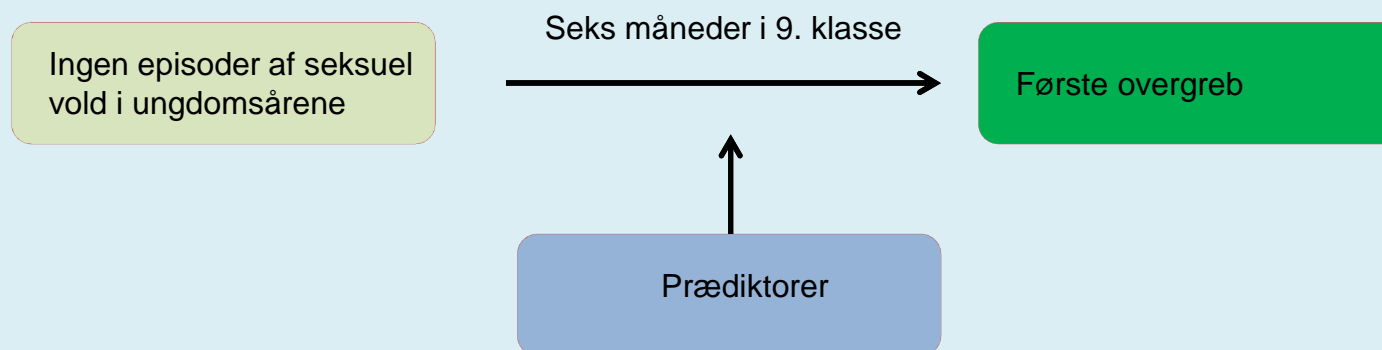 Seks måneder i 9. klasse
Ingen episoder af seksuel
vold i ungdomsårene
Første overgreb
Prædiktorer